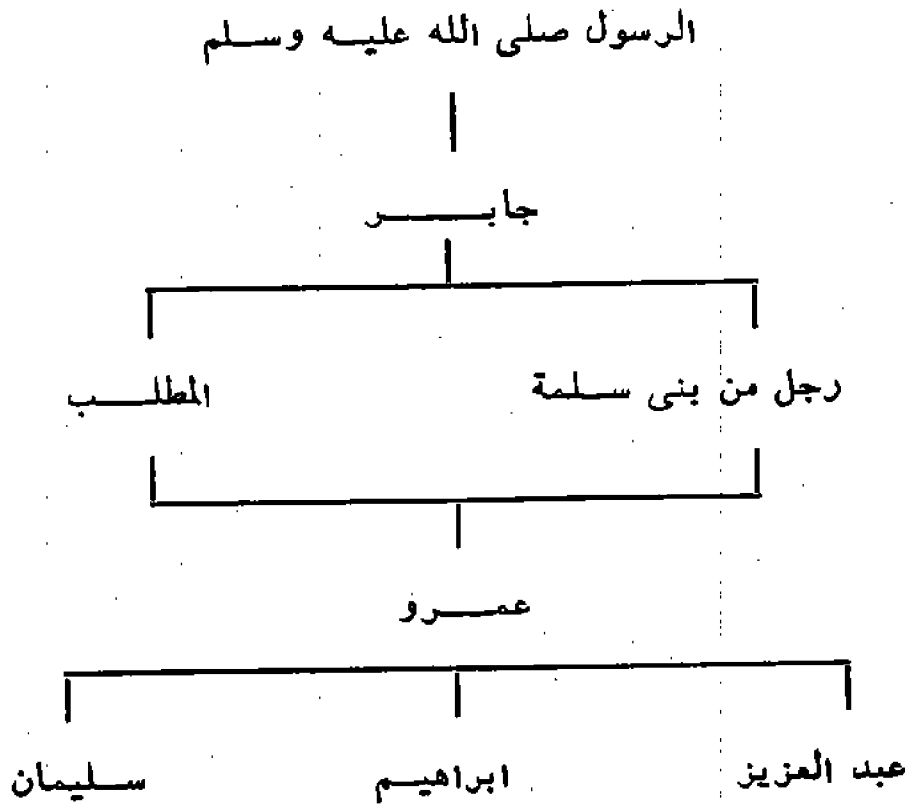 الرسول صلى الله عليه وسلم
جابر
رجل من بنى سلمة المطلب
عمرو
عبد العزيز ابراهيم سليمان